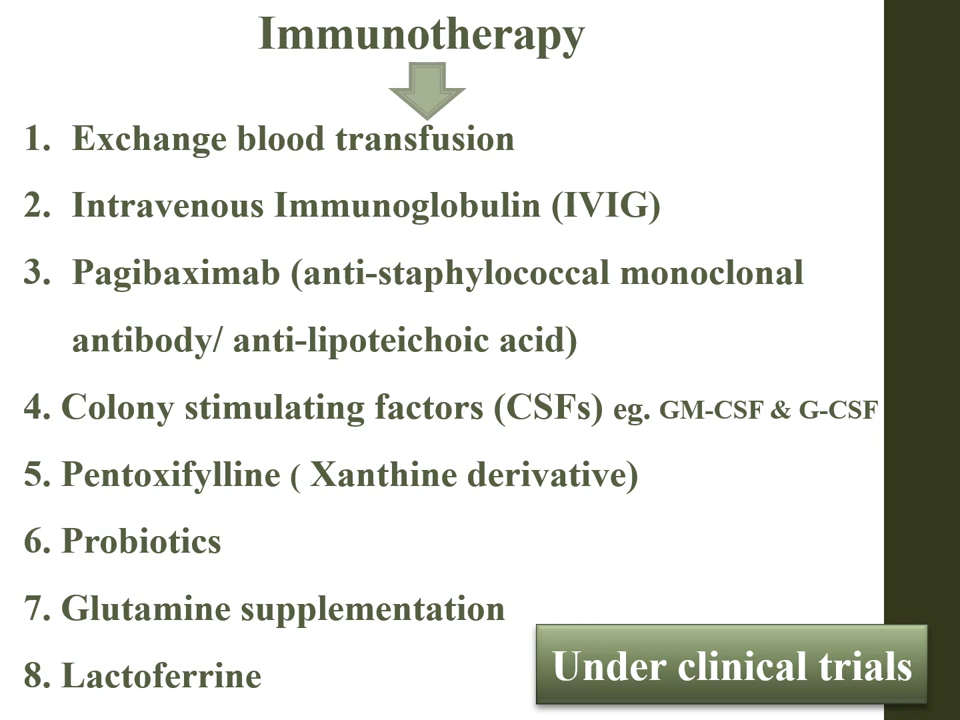 Immunotherapy
1. Exchange blood transfusion
2. Intravenous Immunoglobulin (IVIG)
3. Pagibaximab (anti-staphylococcal monoclonal
antibody/ anti-lipoteichoic acid)
4. Colony stimulating factors (CSFs) eg. GM-CSF & G-CSF
5. Pentoxifylline ( Xanthine derivative)
6. Probiotics
7. Glutamine supplementation
8. Lactoferrine
Under clinical trials